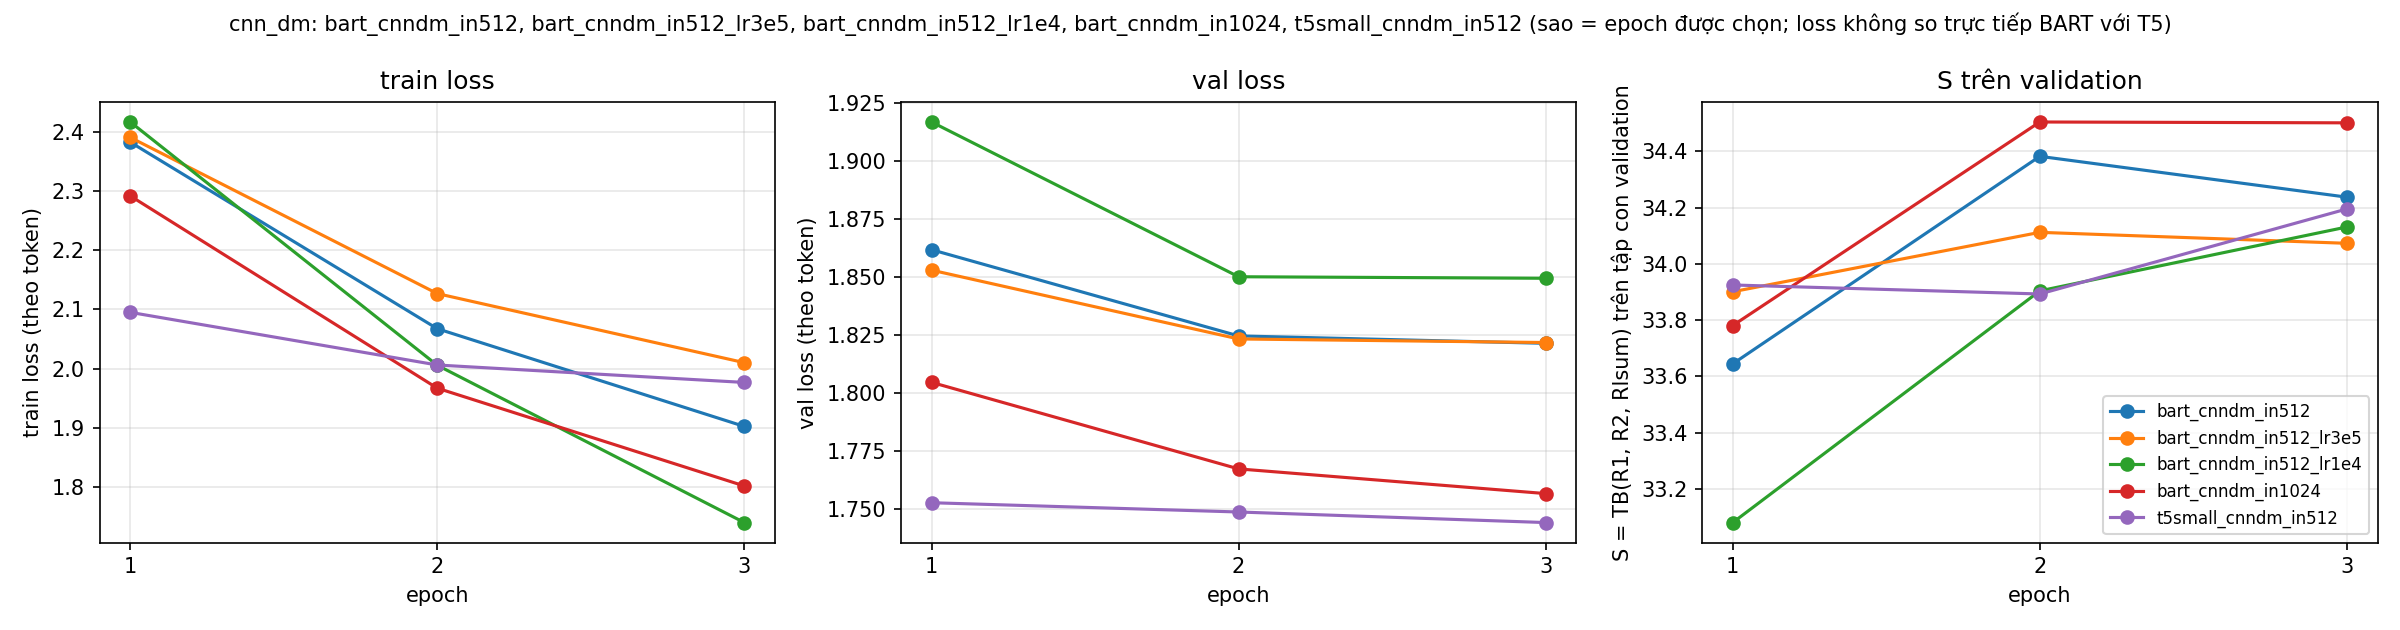 cnn_dm: bart_cnndm_in512, bart_cnndm_in512_lr3e5, bart_cnndm_in512_lr1e4, bart_cnndm_in1024, t5small_cnndm_in512 (sao = epoch được chọn; loss không so trực tiếp BART với T5)
train loss
train loss (theo token)
2.4
2.3
2.2
2.1
2.0
1.9
1.8
1
2
3
epoch
val loss
val loss (theo token)
1.925
1.900
1.875
1.850
1.825
1.800
1.775
1.750
1
2
3
epoch
S trên validation
S = TB(R1, R2, Rlsum) trên tập con validation
34.4
34.2
34.0
33.8
33.6
33.4
33.2
1
2
3
epoch
bart_cnndm_in512
bart_cnndm_in512_lr3e5
bart_cnndm_in512_lr1e4
bart_cnndm_in1024
t5small_cnndm_in512